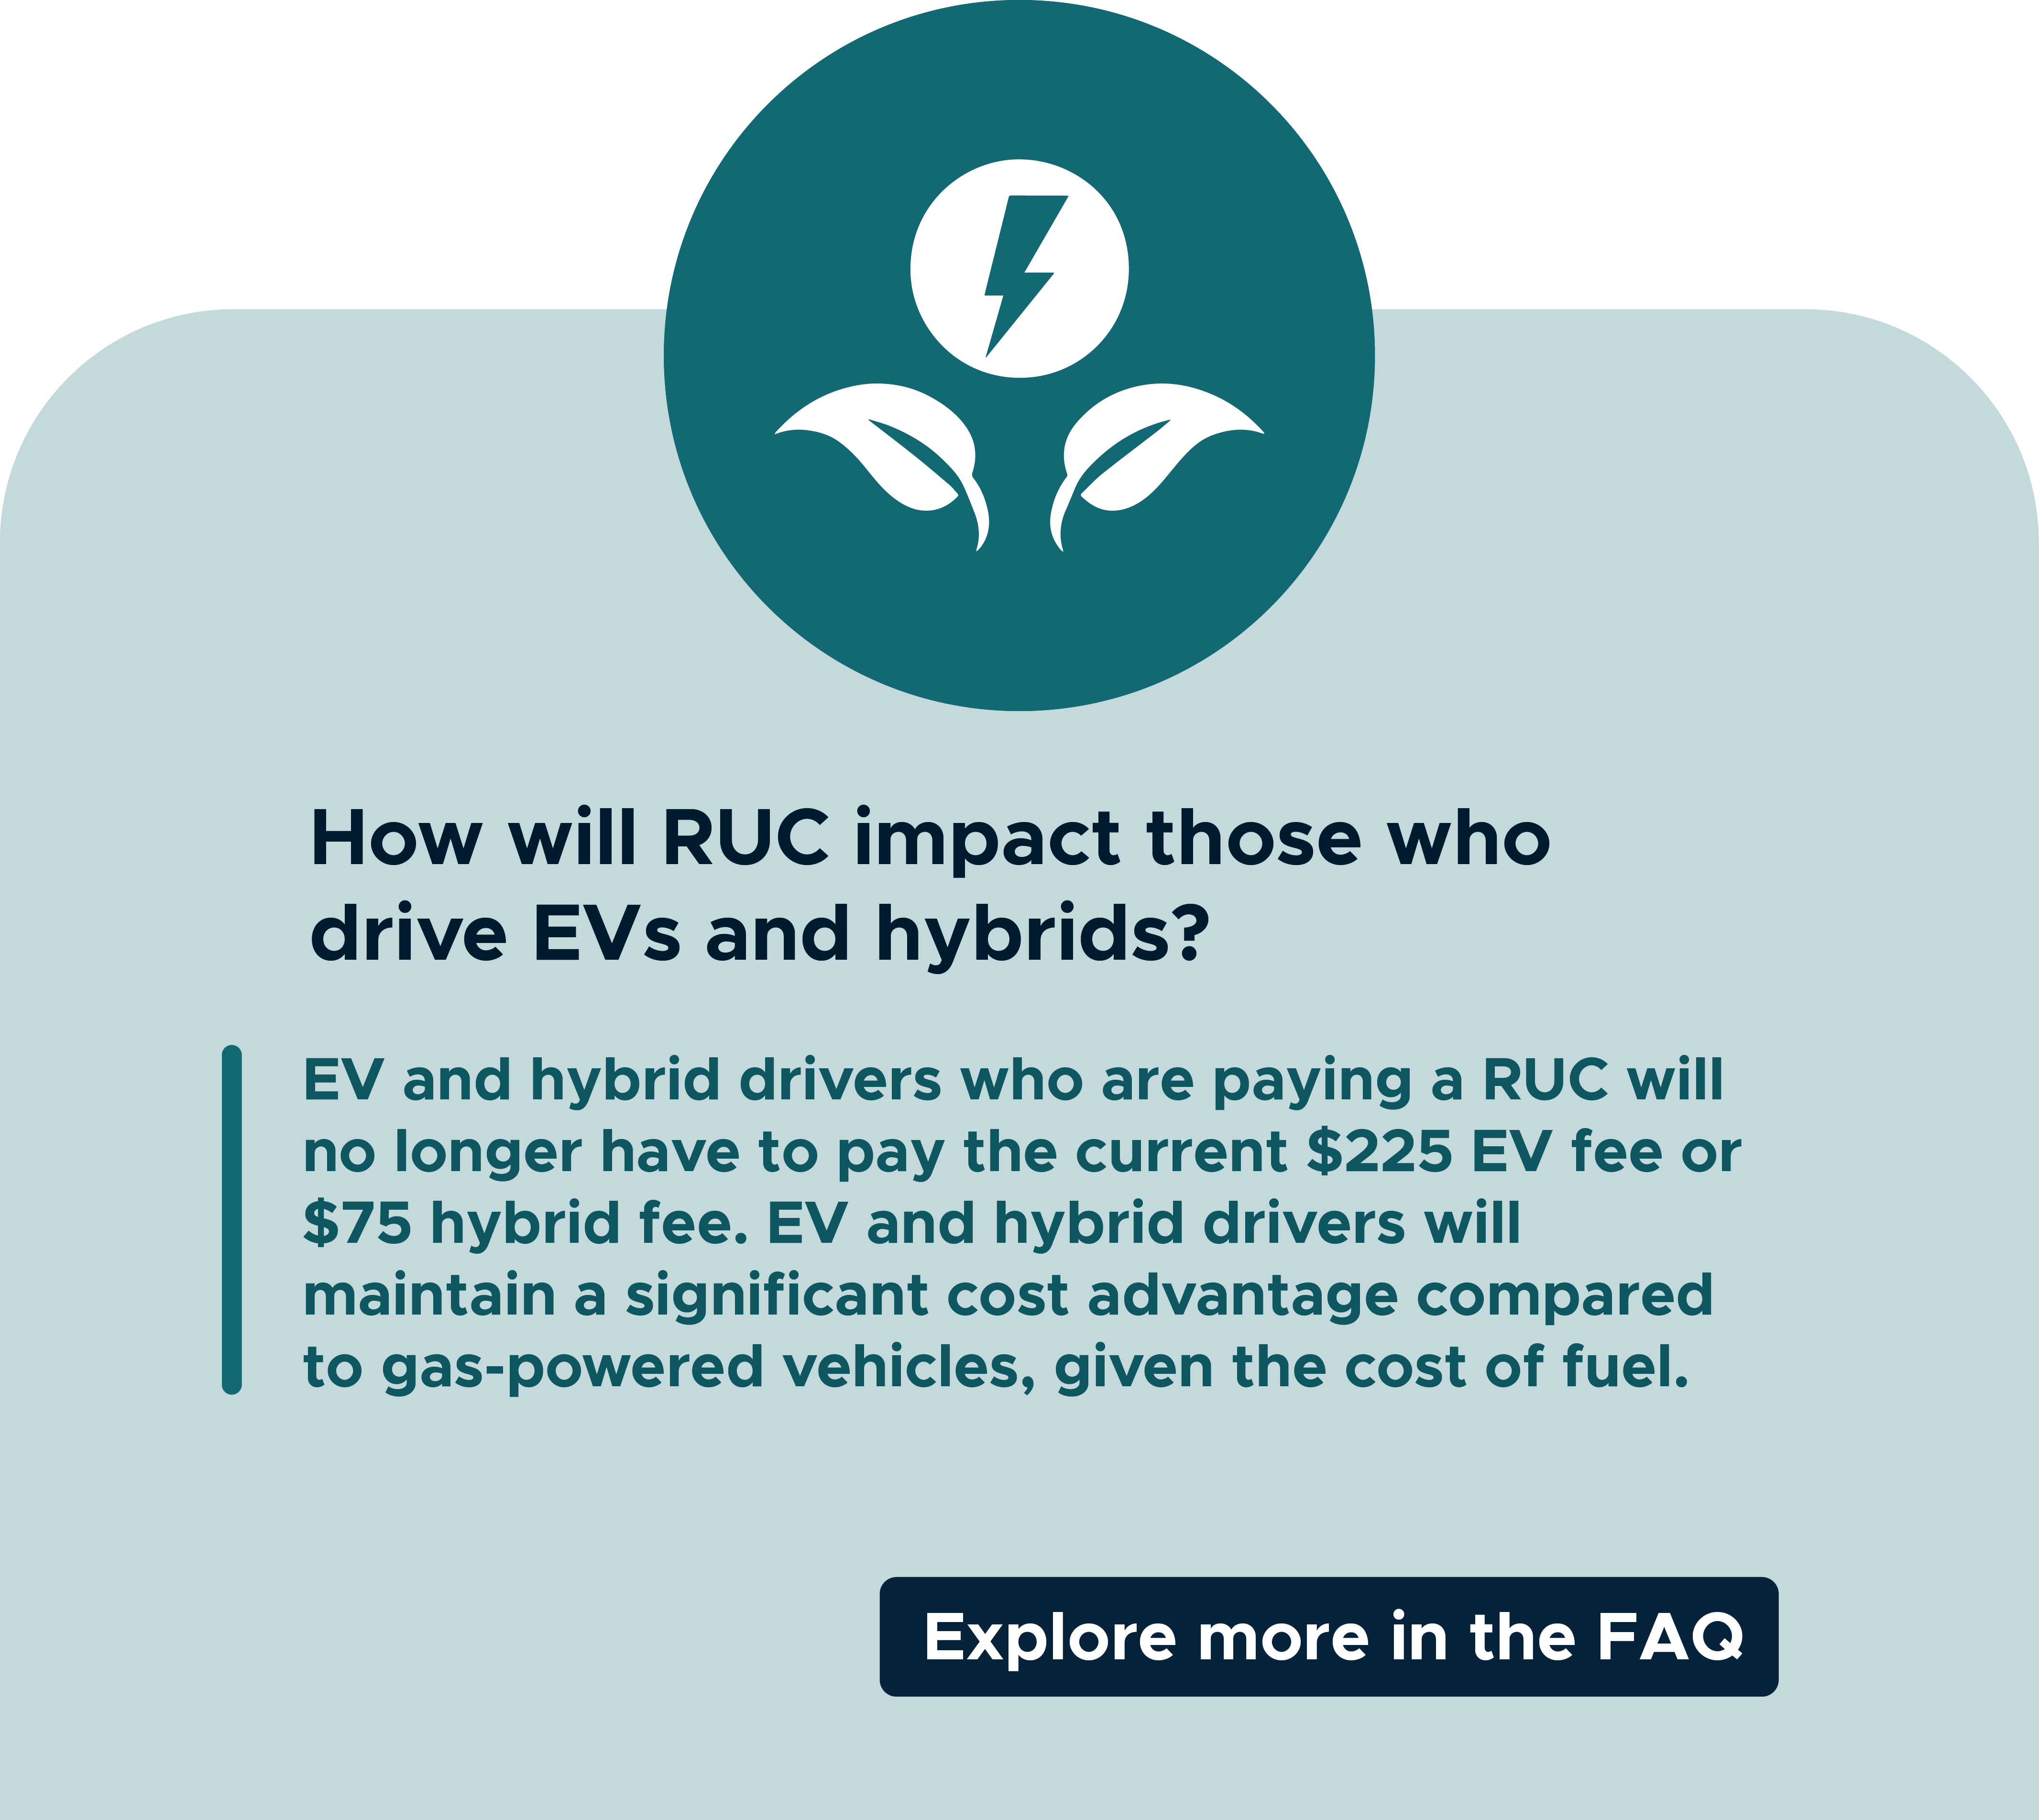 How will RUC impact those who
drive EVs and hybrids?
EV and hybrid drivers who are paying a RUC will
no longer have to pay the current $225 EV fee or
$75 hybrid fee. EV and hybrid drivers will
maintain a significant cost advantage compared
to gas-powered vehicles, given the cost of fuel.
Explore more in the FAQ